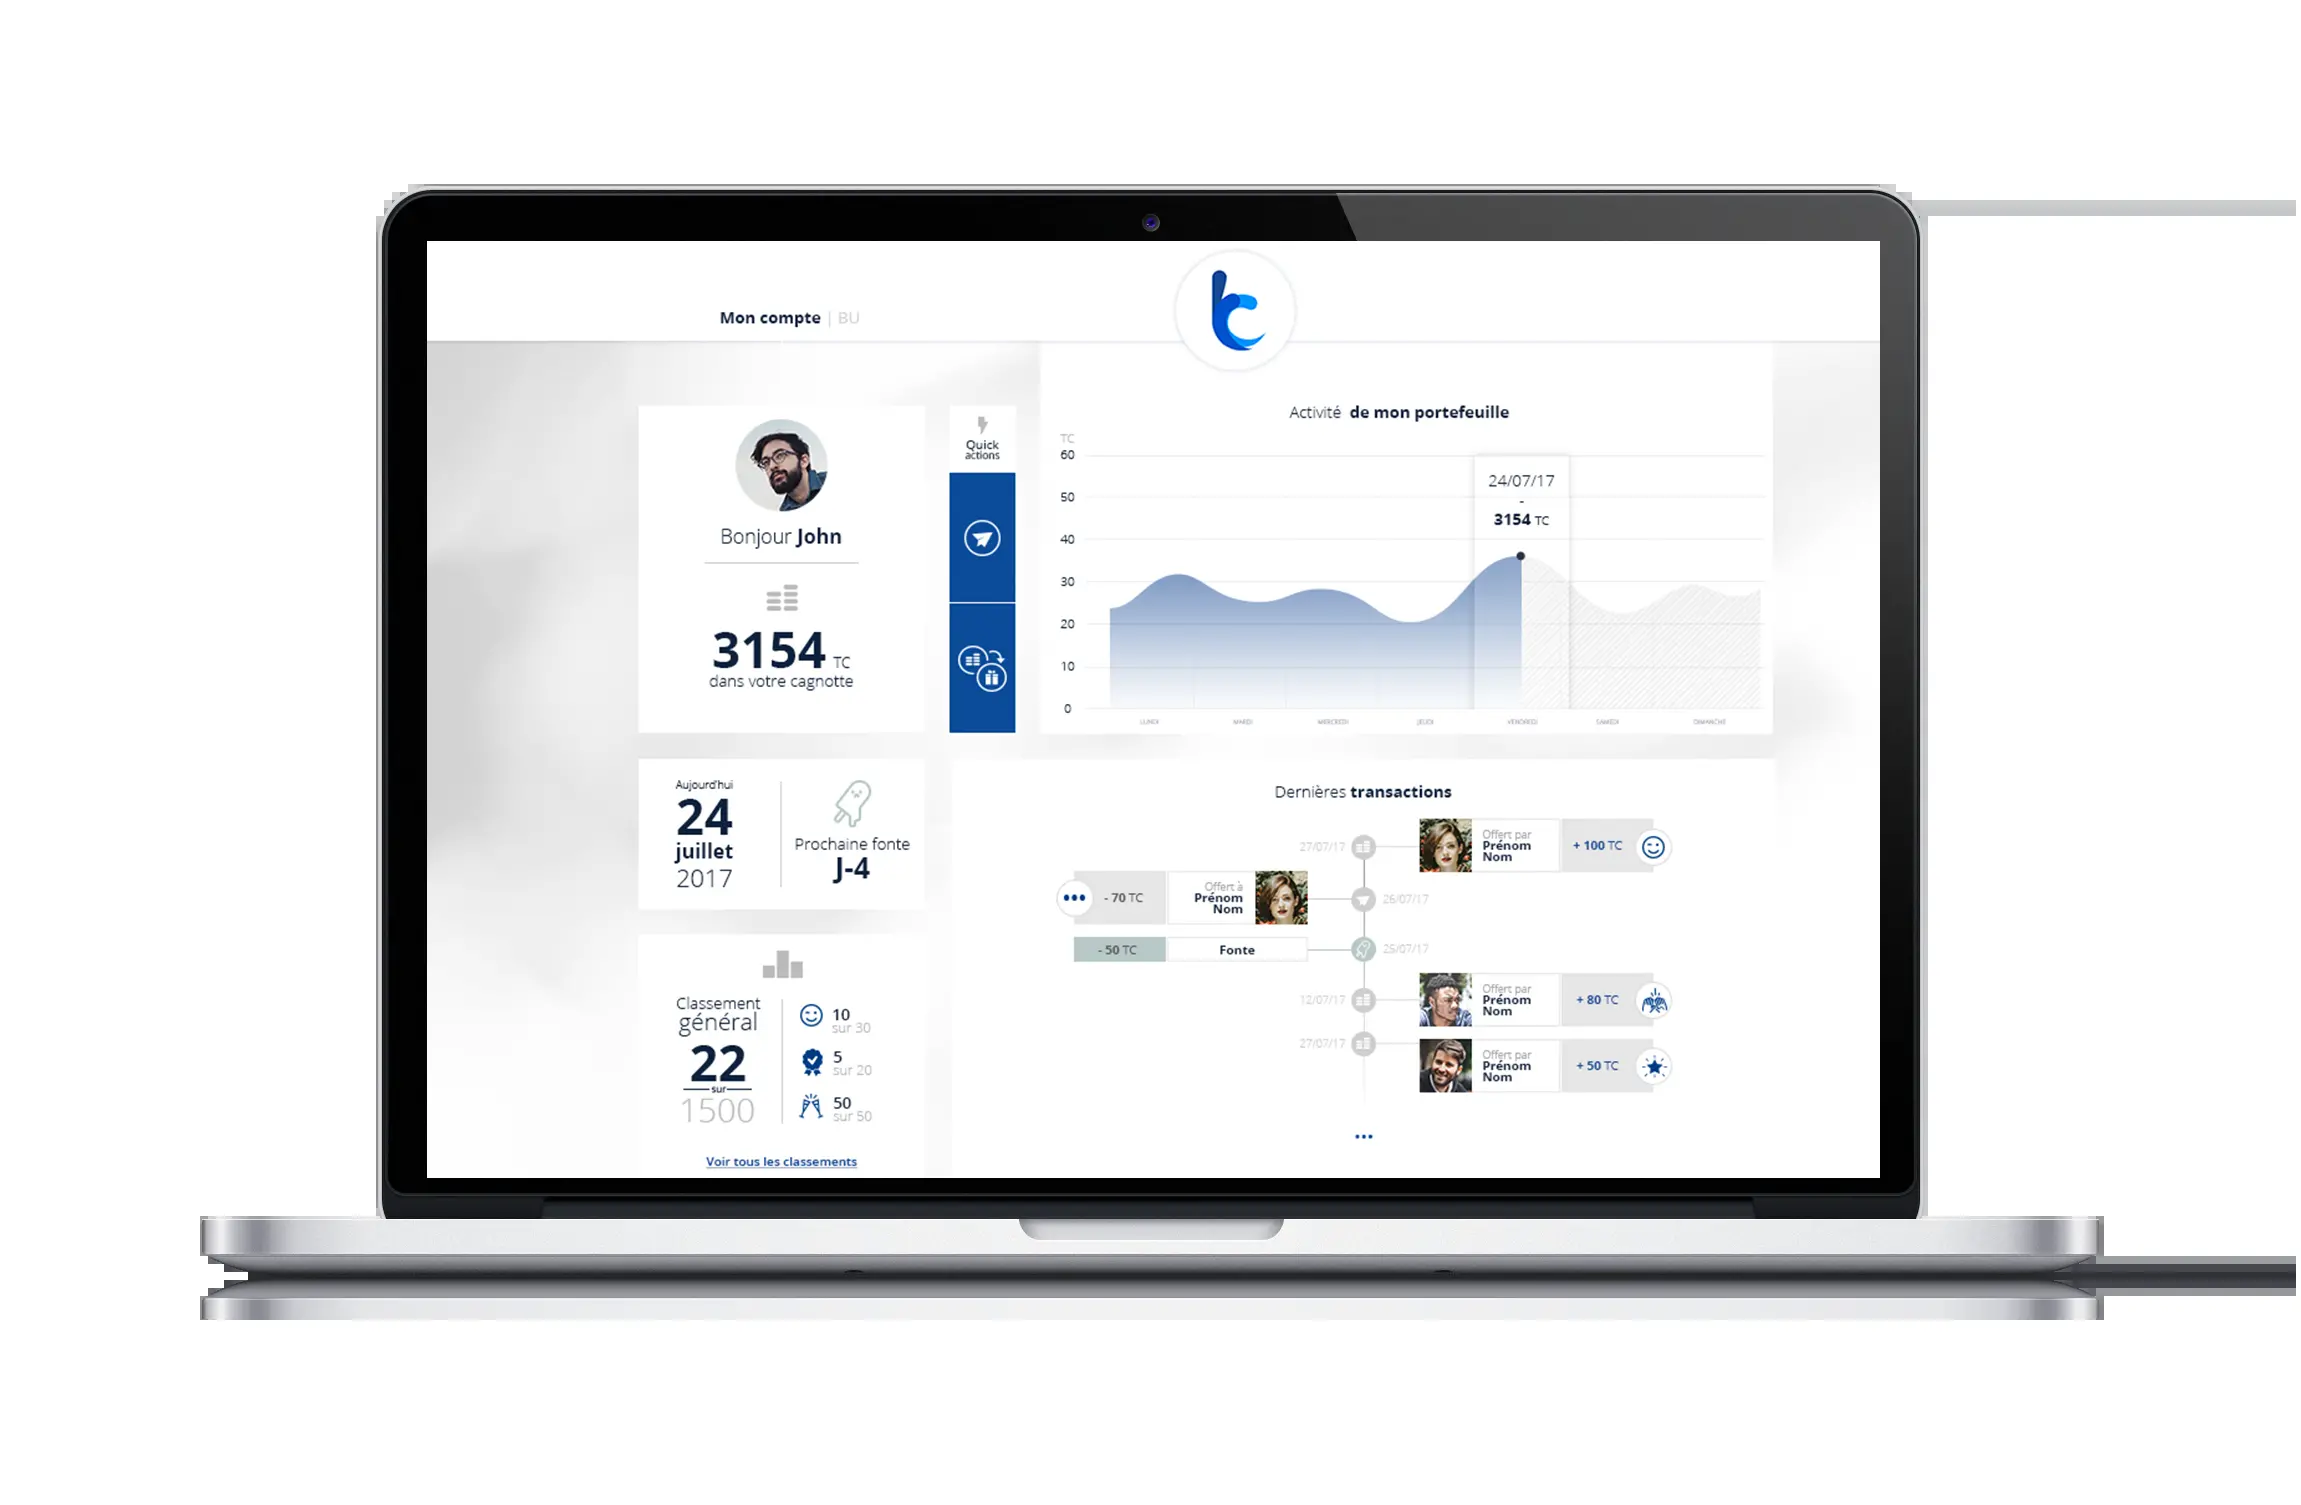 Mon compte | BU
Bonjour John
3154 TC
dans votre cagnotte
Quick
actions
Activité de mon portefeuille
TC
60
50
40
30
20
10
0
24/07/17
-
3154 TC
LUNDI
MARDI
MERCREDI
JEUDI
VENDREDI
SAMEDI
DIMANCHE
Aujourd'hui
24
juillet
2017
Prochaine fonte
J-4
Classement
général
22
sur
1500
10
sur 30
5
sur 20
50
sur 50
Voir tous les classements
Dernières transactions
27/07/17
Offert par
Prénom
Nom
+ 100 TC
- 70 TC
Offert à
Prénom
Nom
26/07/17
- 50 TC
Fonte
25/07/17
12/07/17
Offert par
Prénom
Nom
+ 80 TC
27/07/17
Offert par
Prénom
Nom
+ 50 TC